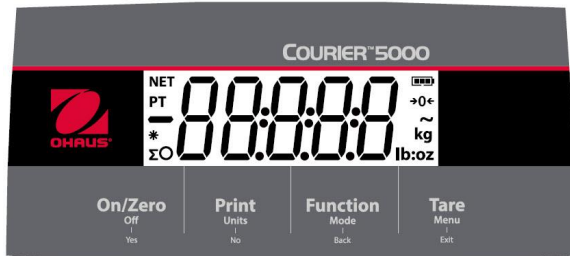 COURIER™5000
NET
PT
88:8:8:8
→0←
~
*
kg
ΣO
lb:oz
OHAUS®
On/Zero
Off
Yes
Print
Units
No
Function
Mode
Back
Tare
Menu
Exit